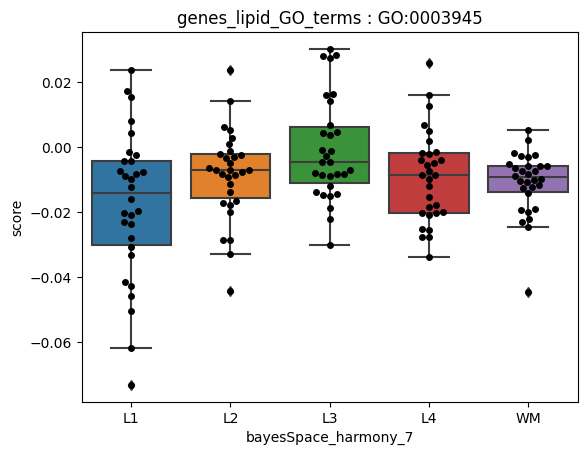 genes_lipid_GO_terms : GO:0003945
score
0.02
0.00
−0.02
−0.04
−0.06
L1 L2 L3 L4 WM
bayesSpace_harmony_7